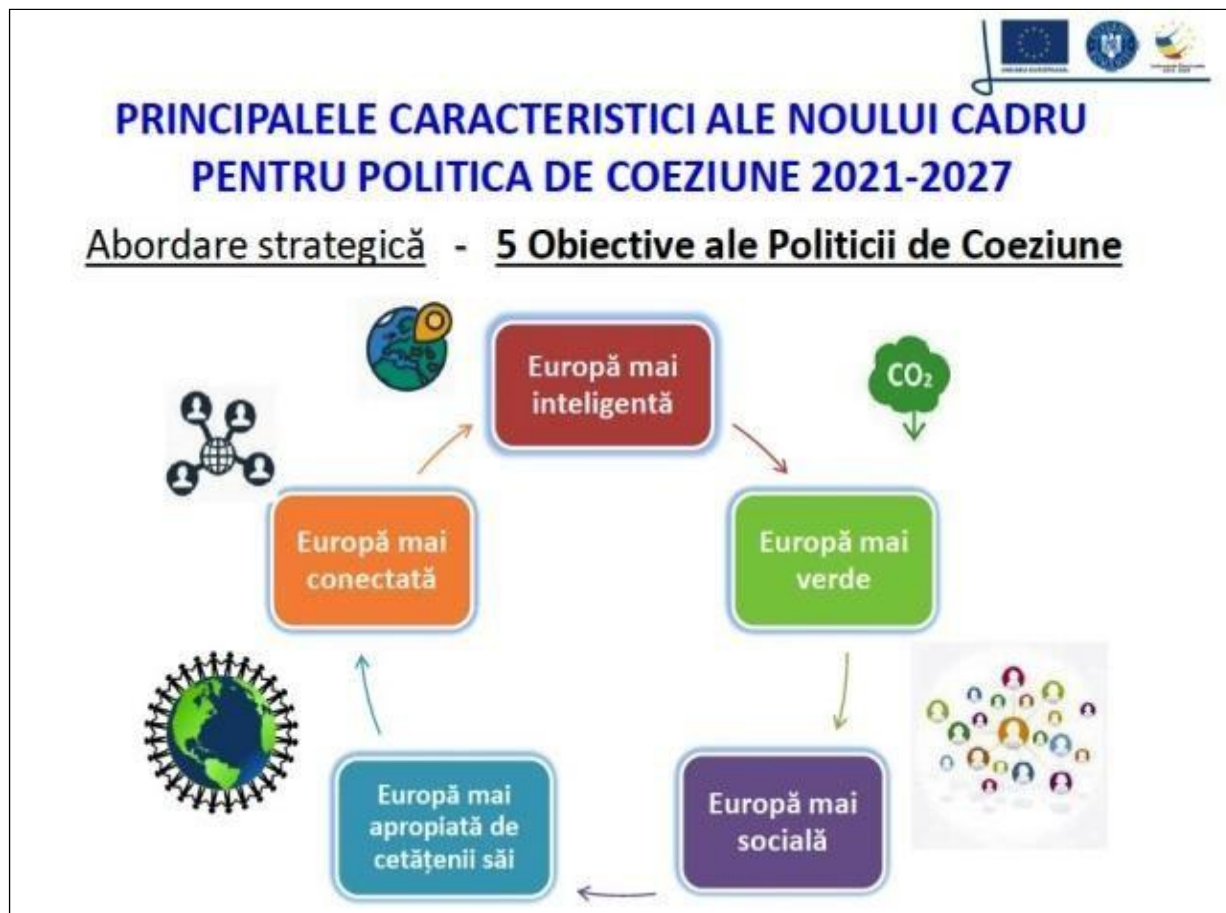 UNIUNEA EUROPEANĂ
PRINCIPALELE CARACTERISTICI ALE NOULUI CADRU
PENTRU POLITICA DE COEZIUNE 2021-2027
Abordare strategică - 5 Obiective ale Politicii de Coeziune
Europă mai
inteligentă
CO₂
Europă mai
conectată
Europă mai
verde
Europă mai
apropiată de
cetățenii săi
Europă mai
socială